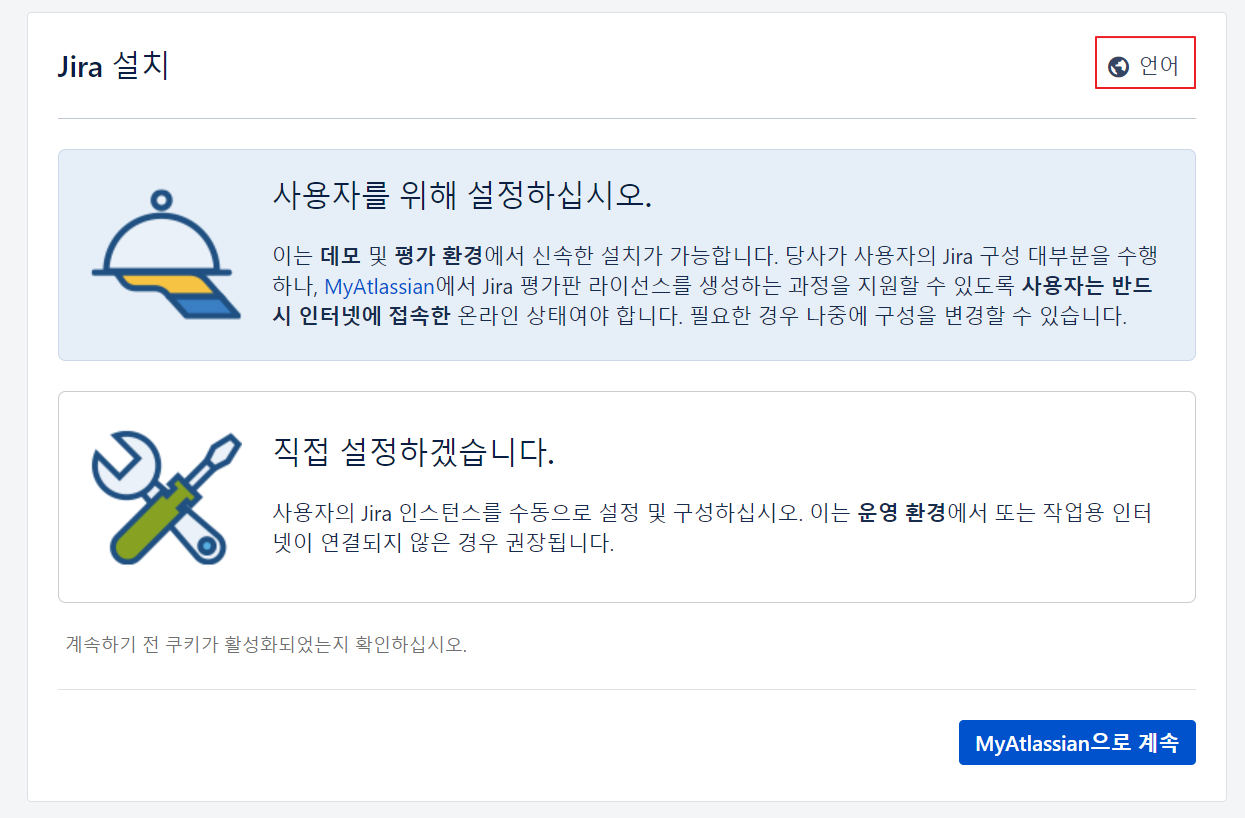 Jira 설치
언어
사용자를 위해 설정하십시오.
이는 데모 및 평가 환경에서 신속한 설치가 가능합니다. 당사가 사용자의 Jira 구성 대부분을 수행
하나, MyAtlassian에서 Jira 평가판 라이선스를 생성하는 과정을 지원할 수 있도록 사용자는 반드
시 인터넷에 접속한 온라인 상태여야 합니다. 필요한 경우 나중에 구성을 변경할 수 있습니다.
직접 설정하겠습니다.
사용자의 Jira 인스턴스를 수동으로 설정 및 구성하십시오. 이는 운영 환경에서 또는 작업용 인터
넷이 연결되지 않은 경우 권장됩니다.
계속하기 전 쿠키가 활성화되었는지 확인하십시오.
MyAtlassian으로 계속